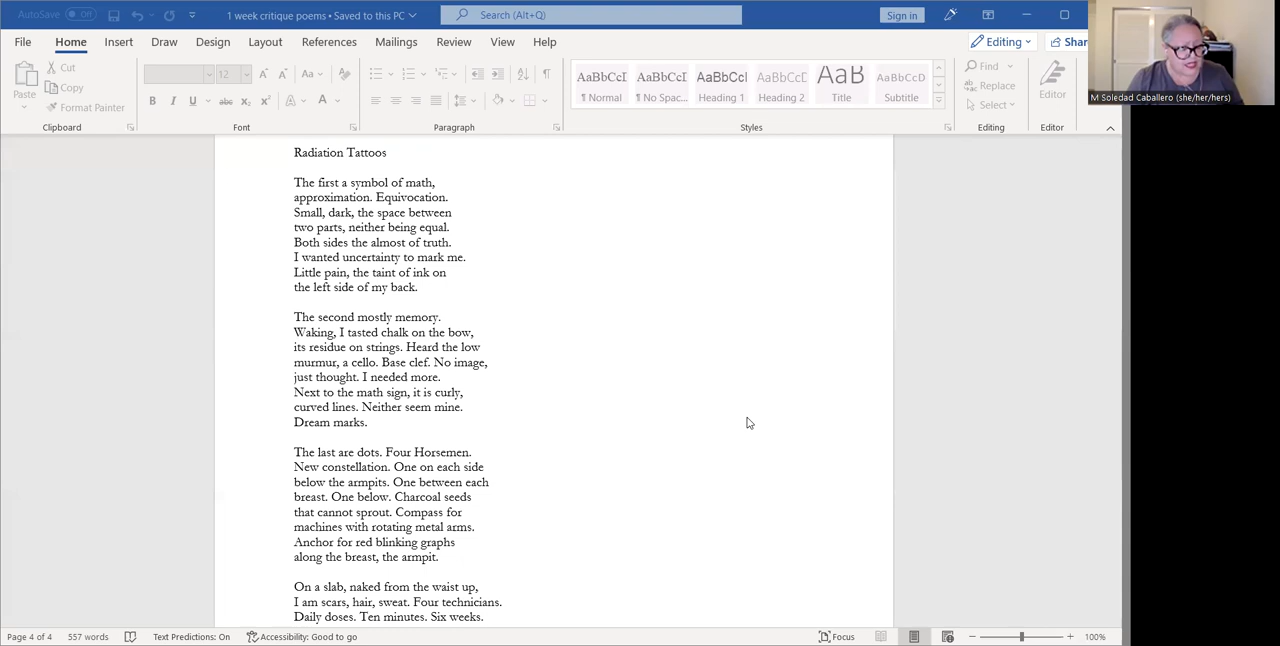 AutoSave Off
1 week critique poems • Saved to this PC
Search (Alt+Q)
Sign in
File Home Insert Draw Design Layout References Mailings Review View Help
Editing
Shar
Paste
Cut
Copy
Format Painter
Clipboard
12
Aa
B I U abc x₂ x² A A
Font
Paragraph
AaBbCcI AaBbCcI AaBbCcI AaBbCcD AaB AaBbCcD
¶ Normal ¶ No Spac... Heading 1 Heading 2 Title Subtitle
Styles
Find
Replace
Select
Editing
Editor
Editor
M Soledad Caballero (she/her/hers)
Radiation Tattoos
The first a symbol of math,
approximation. Equivocation.
Small, dark, the space between
two parts, neither being equal.
Both sides the almost of truth.
I wanted uncertainty to mark me.
Little pain, the taint of ink on
the left side of my back.
The second mostly memory.
Waking, I tasted chalk on the bow,
its residue on strings. Heard the low
murmur, a cello. Base clef. No image,
just thought. I needed more.
Next to the math sign, it is curly,
curved lines. Neither seem mine.
Dream marks.
The last are dots. Four Horsemen.
New constellation. One on each side
below the armpits. One between each
breast. One below. Charcoal seeds
that cannot sprout. Compass for
machines with rotating metal arms.
Anchor for red blinking graphs
along the breast, the armpit.
On a slab, naked from the waist up,
I am scars, hair, sweat. Four technicians.
Daily doses. Ten minutes. Six weeks.
Page 4 of 4 557 words Text Predictions: On Accessibility: Good to go Focus 100%